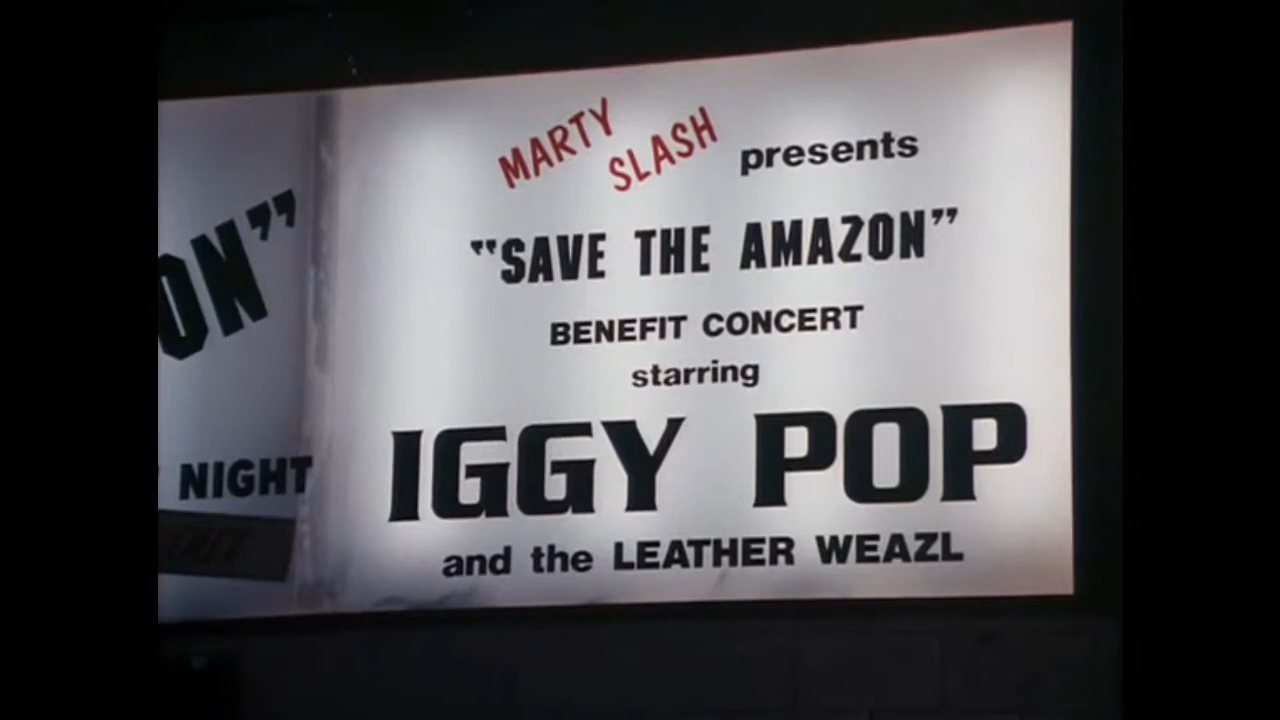 MARTY SLASH presents
"SAVE THE AMAZON"
BENEFIT CONCERT
starring
IGGY POP
and the LEATHER WEAZL
ON"
NIGHT